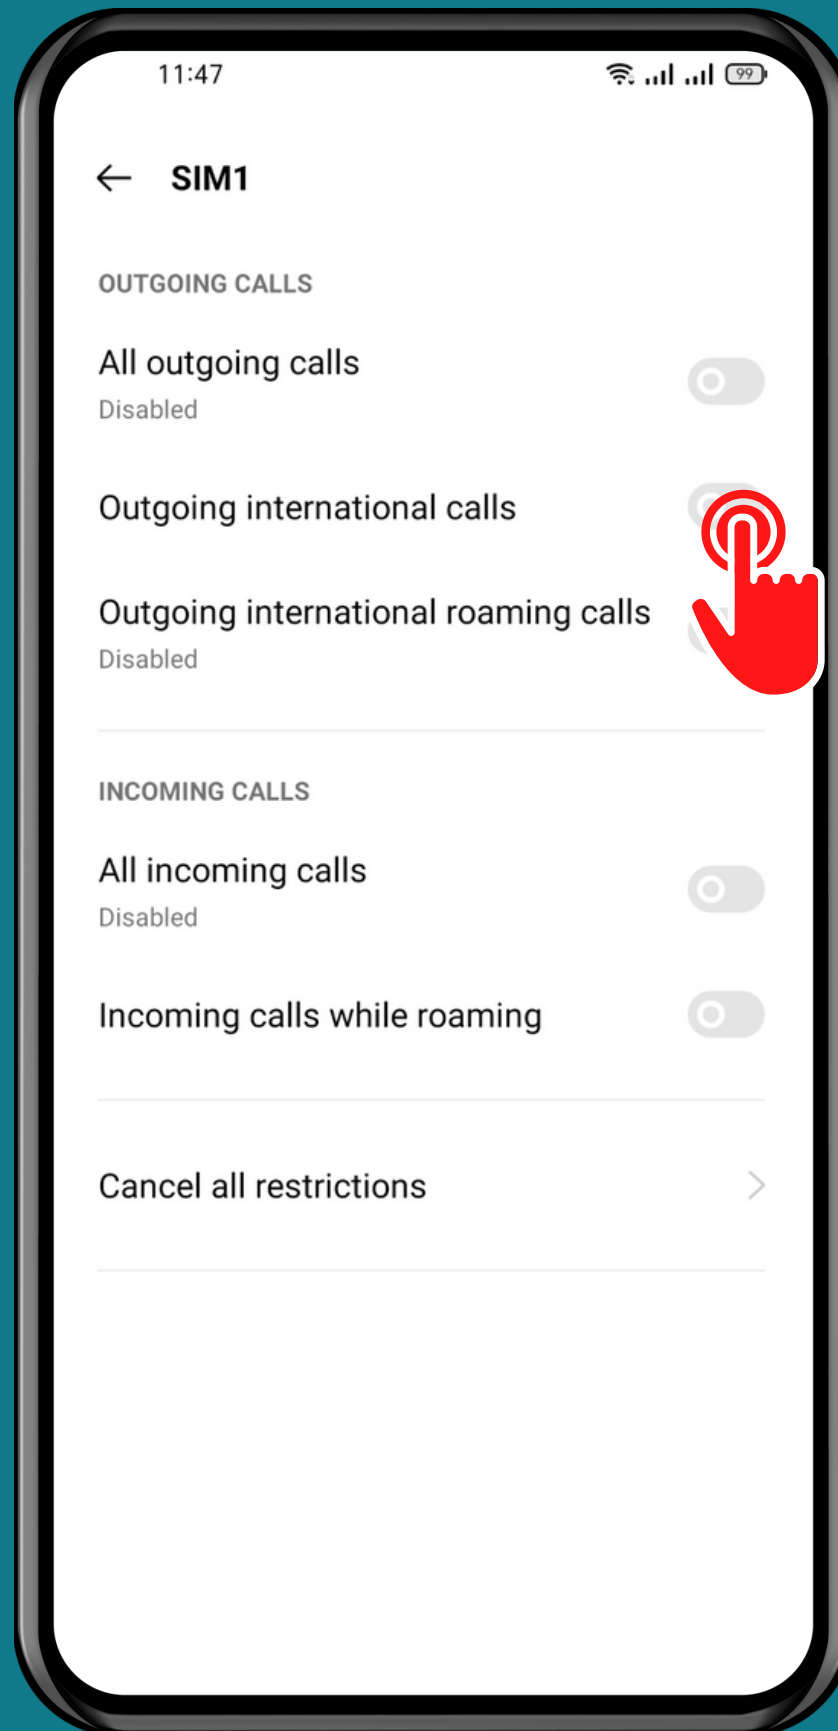 11:47
99
SIM1
OUTGOING CALLS
All outgoing calls
Disabled
Outgoing international calls
Outgoing international roaming calls
Disabled
INCOMING CALLS
All incoming calls
Disabled
Incoming calls while roaming
Cancel all restrictions